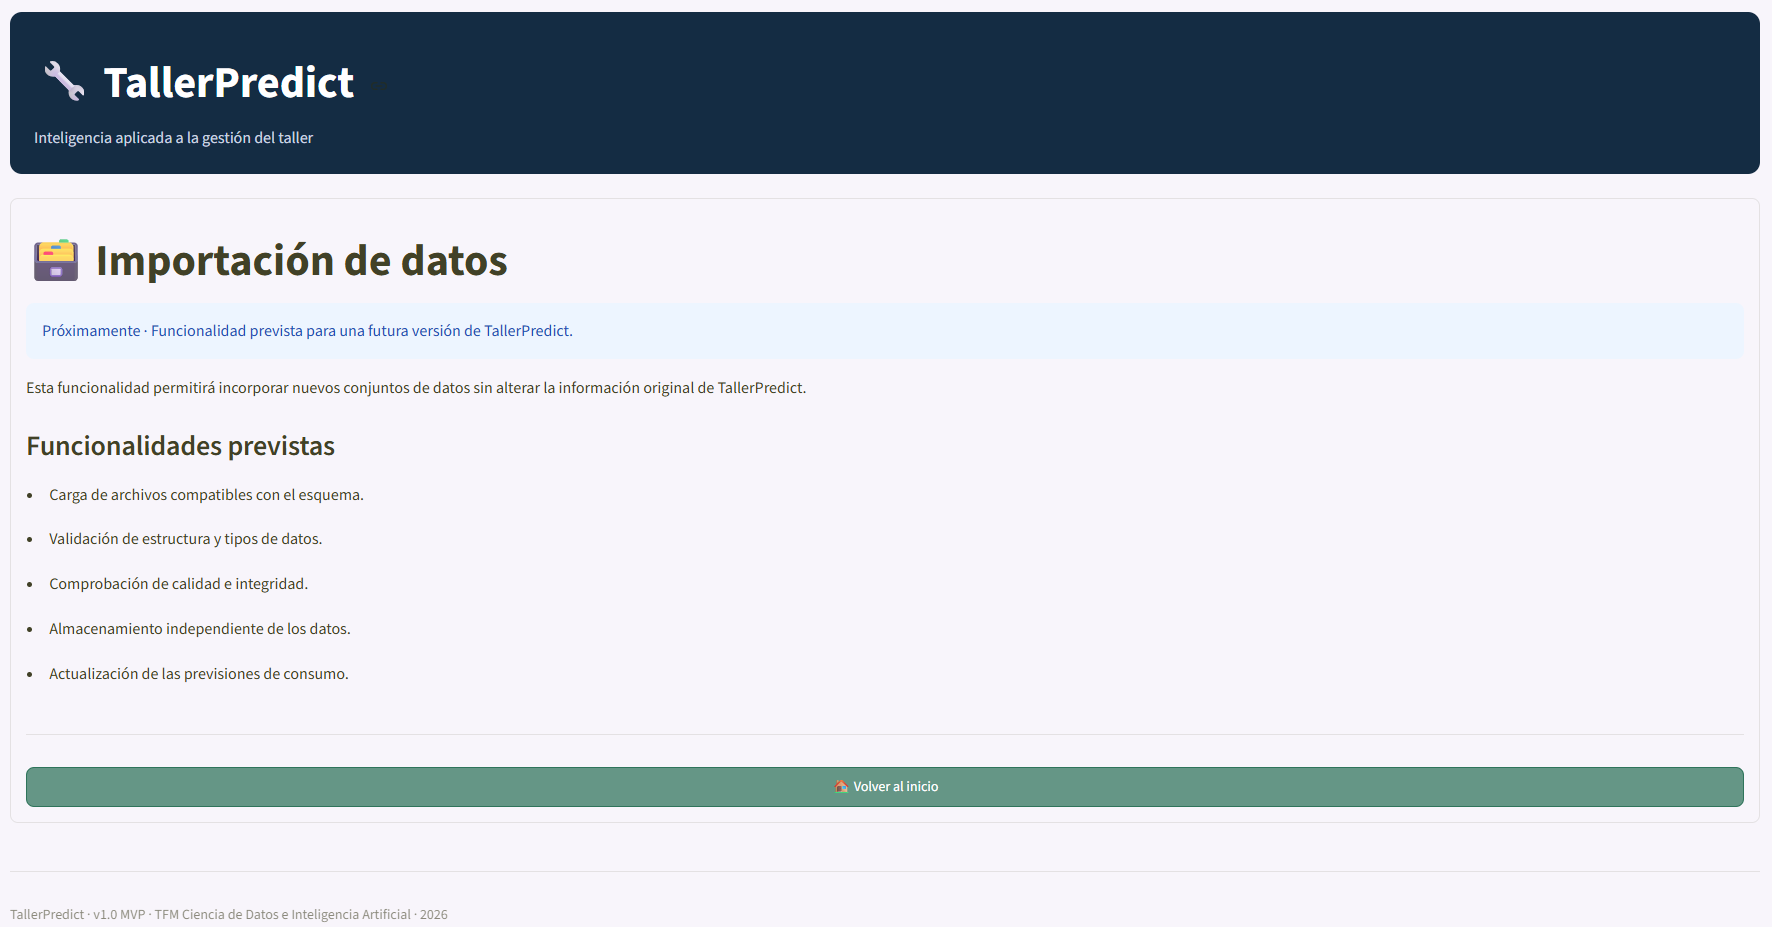 TallerPredict
Inteligencia aplicada a la gestión del taller
Importación de datos
Próximamente · Funcionalidad prevista para una futura versión de TallerPredict.
Esta funcionalidad permitirá incorporar nuevos conjuntos de datos sin alterar la información original de TallerPredict.
Funcionalidades previstas
• Carga de archivos compatibles con el esquema.
• Validación de estructura y tipos de datos.
• Comprobación de calidad e integridad.
• Almacenamiento independiente de los datos.
• Actualización de las previsiones de consumo.
Volver al inicio
TallerPredict · v1.0 MVP · TFM Ciencia de Datos e Inteligencia Artificial · 2026